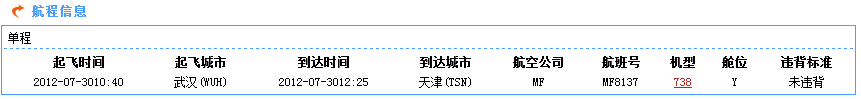 航程信息
单程
起飞时间 起飞城市 到达时间 到达城市 航空公司 航班号 机型 舱位 违背标准
2012-07-3010:40 武汉(WUH) 2012-07-3012:25 天津(TSN) MF MF8137 738 Y 未违背